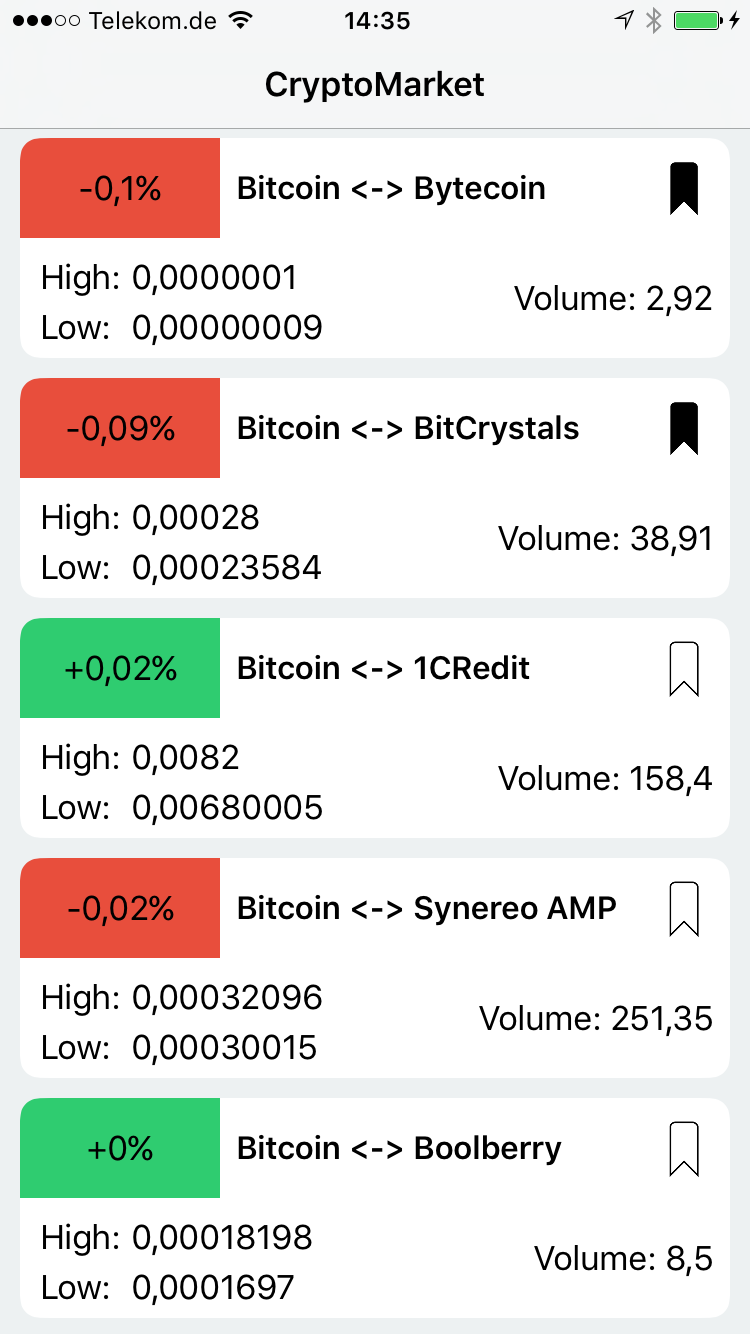 Telekom.de 14:35
CryptoMarket
-0,1% Bitcoin <-> Bytecoin
High: 0,0000001
Volume: 2,92
Low: 0,00000009
-0,09% Bitcoin <-> BitCrystals
High: 0,00028
Volume: 38,91
Low: 0,00023584
+0,02% Bitcoin <-> 1CRedit
High: 0,0082
Volume: 158,4
Low: 0,00680005
-0,02% Bitcoin <-> Synereo AMP
High: 0,00032096
Volume: 251,35
Low: 0,00030015
+0% Bitcoin <-> Boolberry
High: 0,00018198
Volume: 8,5
Low: 0,0001697